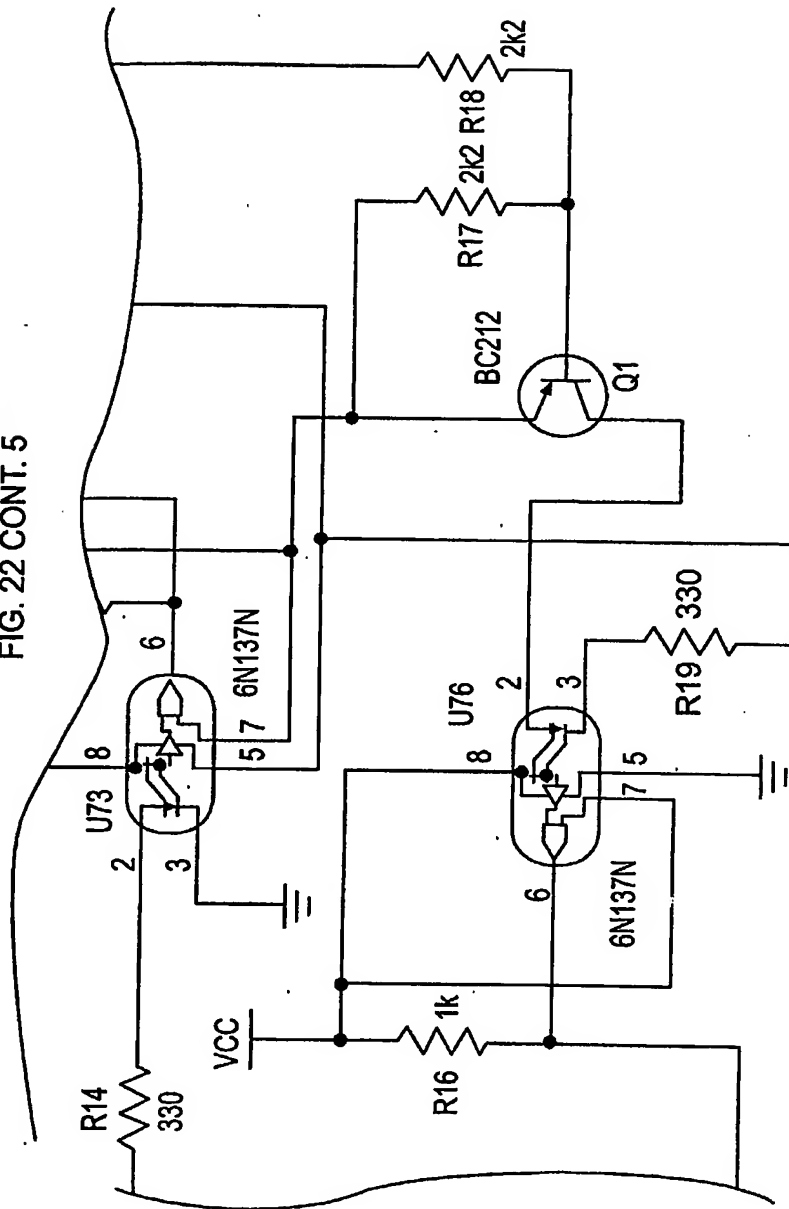 FIG. 22 CONT. 5
R14
330
2
3
U73
8
6
6N137N
7
5
VCC
R16
1k
6
6N137N
8
U76
2
3
5
7
R19
330
BC212
Q1
R17
2k2
R18
2k2